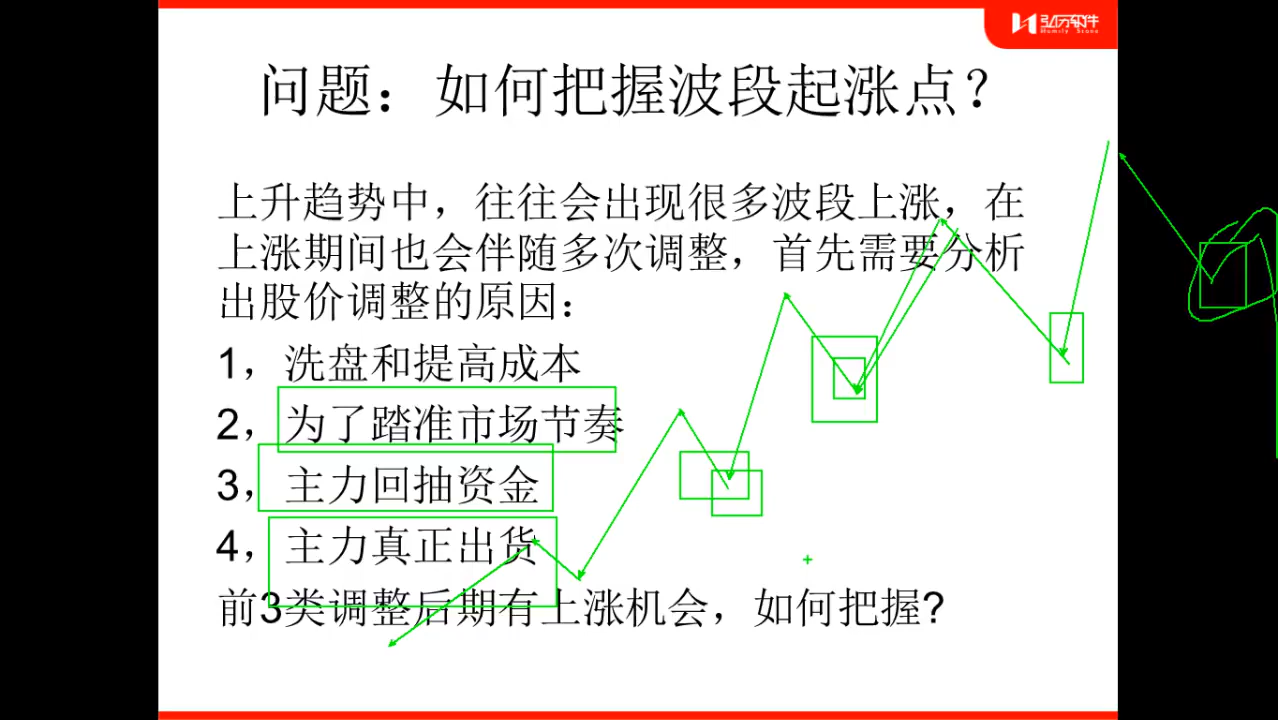 弘历软件
问题：如何把握波段起涨点？
上升趋势中，往往会出现很多波段上涨，在
上涨期间也会伴随多次调整，首先需要分析
出股价调整的原因：
1，洗盘和提高成本
2，为了踏准市场节奏
3，主力回抽资金
4，主力真正出货
前3类调整后期有上涨机会，如何把握?